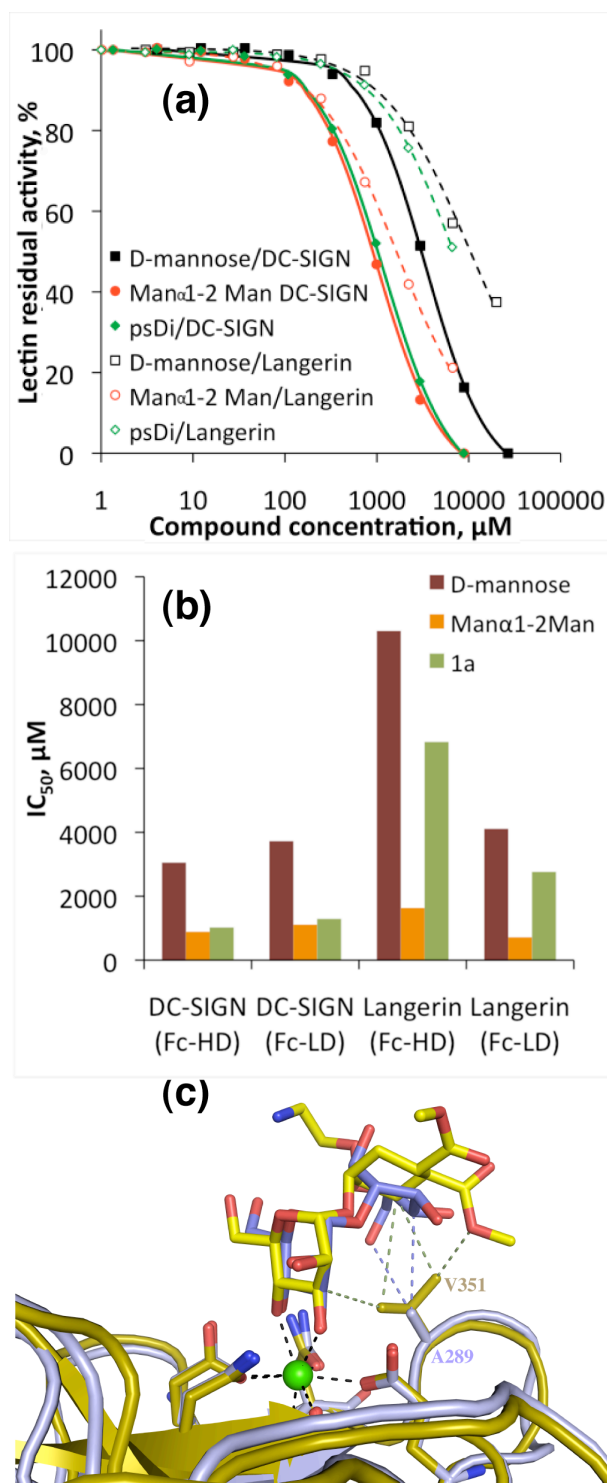 (a)
100
80
60
40
20
0
Lectin residual activity, %
D-mannose/DC-SIGN
Manα1-2 Man DC-SIGN
psDi/DC-SIGN
D-mannose/Langerin
Manα1-2 Man/Langerin
psDi/Langerin
1 10 100 1000 10000 100000
Compound concentration, µM
(b)
12000
10000
8000
6000
4000
2000
0
IC50, µM
D-mannose
Manα1-2Man
1a
DC-SIGN DC-SIGN Langerin Langerin
(Fc-HD) (Fc-LD) (Fc-HD) (Fc-LD)
(c)
V351
A289